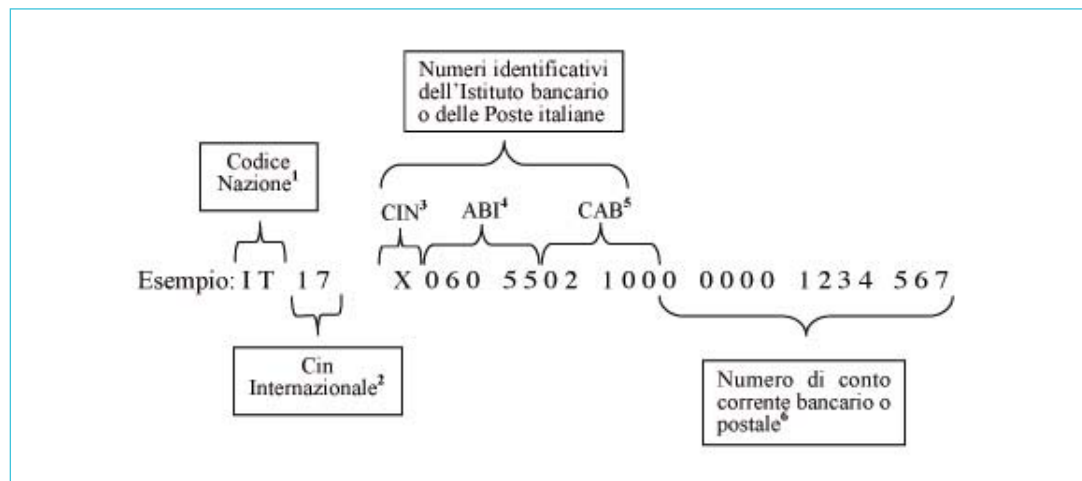 Numeri identificativi
dell'Istituto bancario
o delle Poste italiane
Codice
Nazione¹
CIN³ ABI⁴ CAB⁵
Esempio: I T 1 7 X 0 6 0 5 5 0 2 1 0 0 0 0 0 0 0 1 2 3 4 5 6 7
Cin
Internazionale²
Numero di conto
corrente bancario o
postale⁶